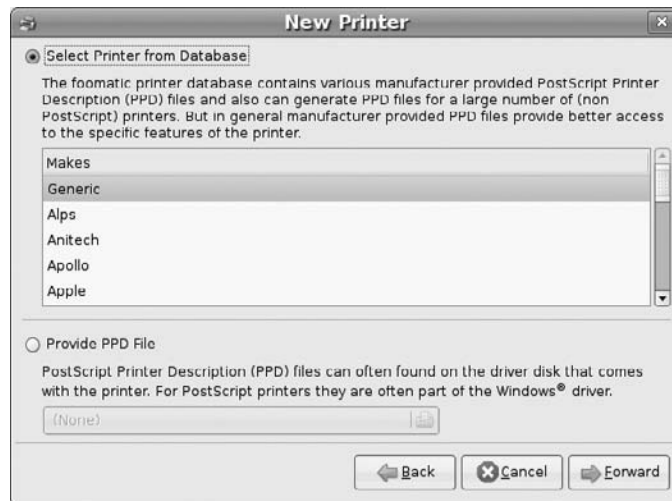 New Printer
Select Printer from Database
The foomatic printer database contains various manufacturer provided PostScript Printer
Description (PPD) files and also can generate PPD files for a large number of (non
PostScript) printers. But in general manufacturer provided PPD files provide better access
to the specific features of the printer.
Makes
Generic
Alps
Anitech
Apollo
Apple
Provide PPD File
PostScript Printer Description (PPD) files can often found on the driver disk that comes
with the printer. For PostScript printers they are often part of the Windows® driver.
(None)
Back Cancel Forward